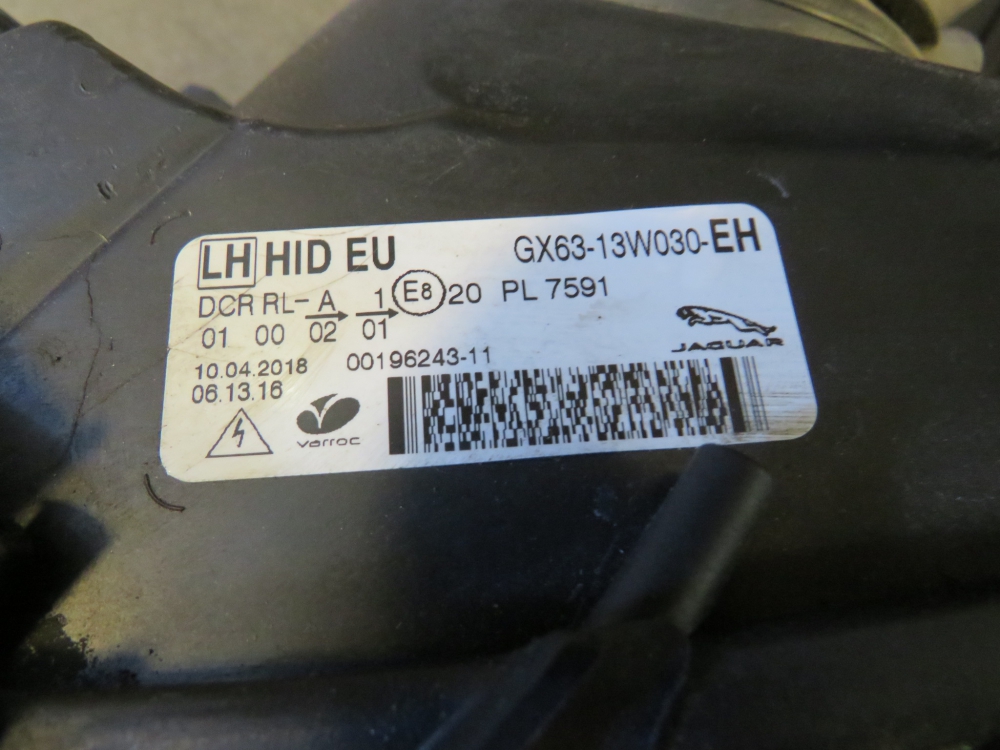 LH HID EU GX63-13W030-EH
DCR RL- A 1 E8 20 PL 7591
01 00 02 01
JAGUAR
10.04.2018 00196243-11
06.13.16
varroc